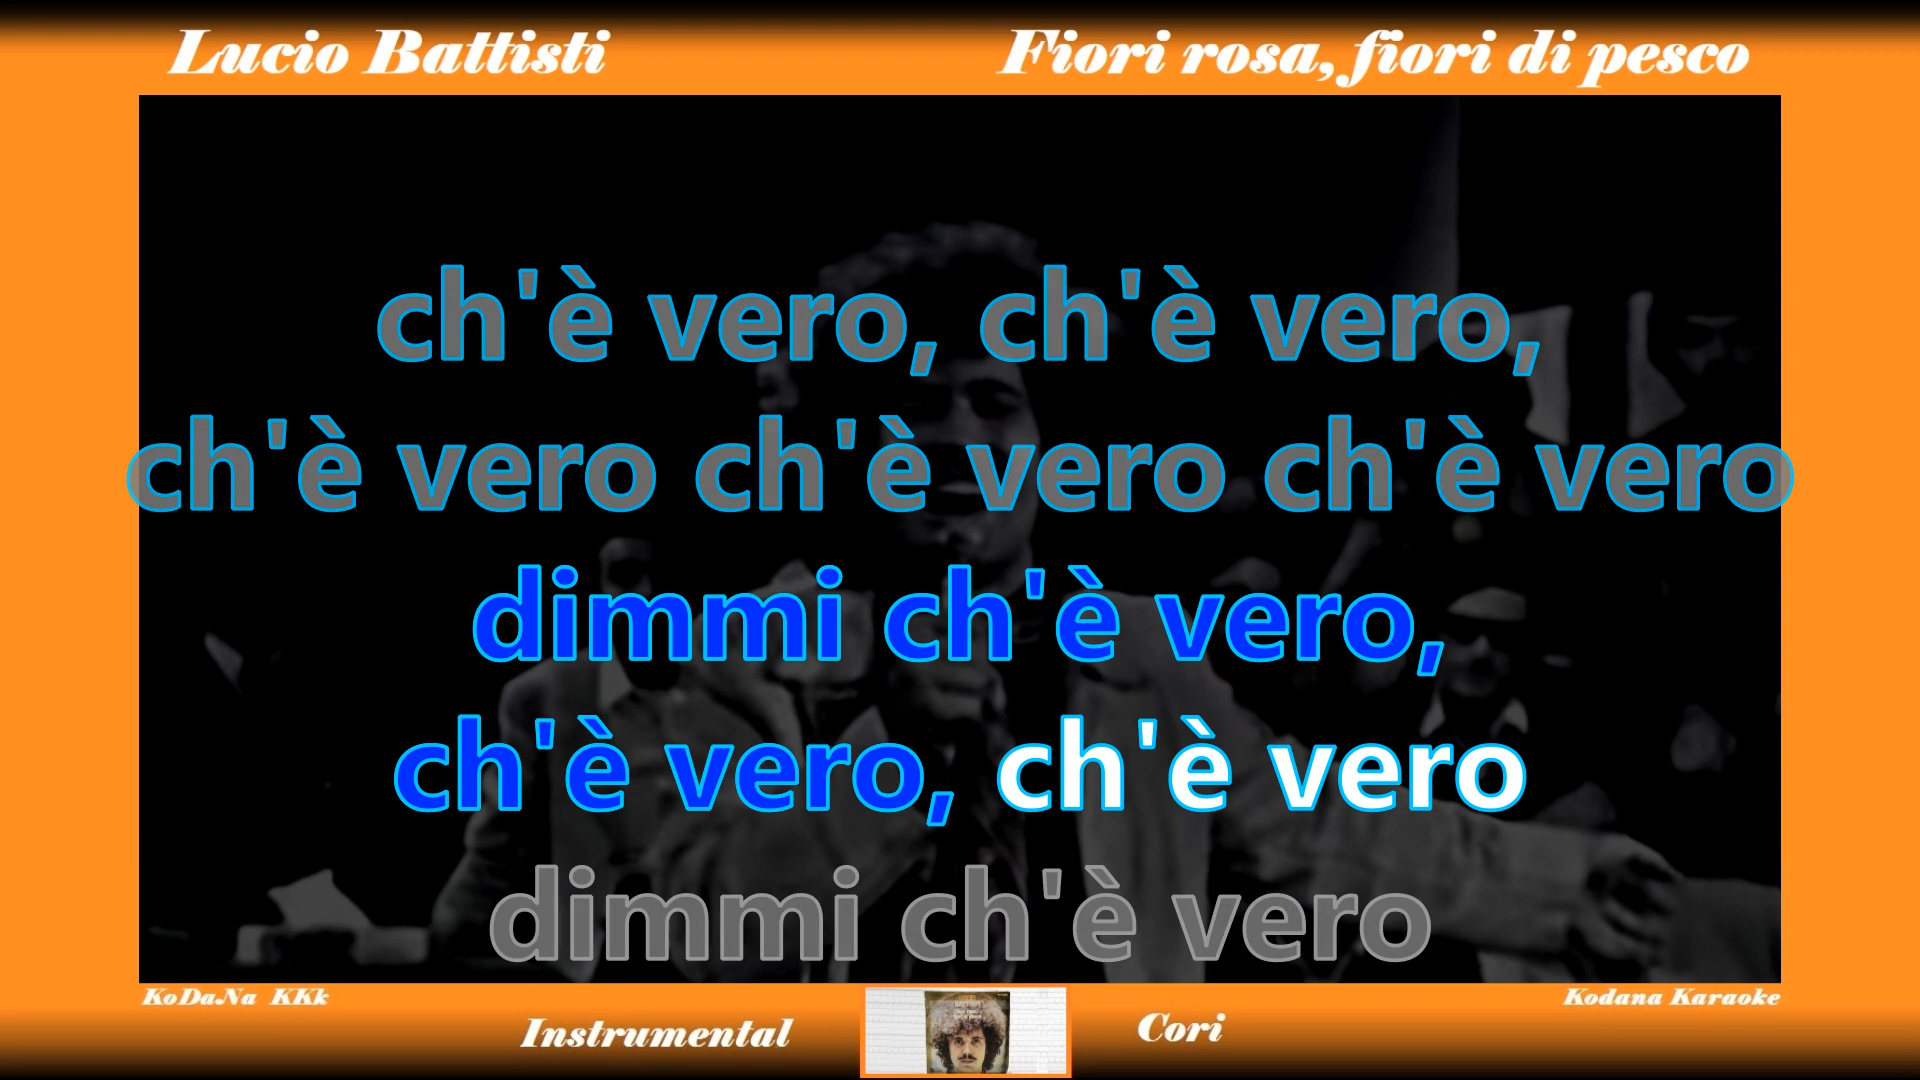 Lucio Battisti
Fiori rosa, fiori di pesco
ch'è vero, ch'è vero,
ch'è vero ch'è vero ch'è vero
dimmi ch'è vero,
ch'è vero, ch'è vero
dimmi ch'è vero
KoDaNa KKk
Kodana Karaoke
Instrumental
Cori